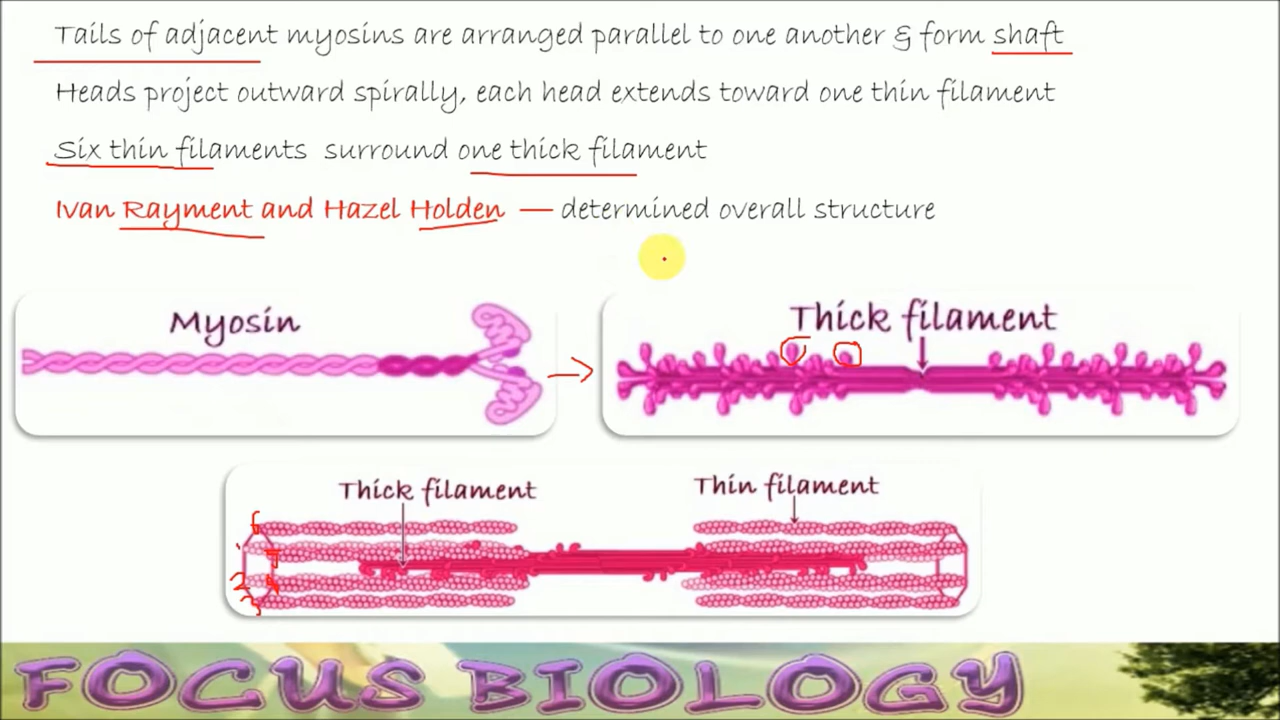 Tails of adjacent myosins are arranged parallel to one another & form shaft
Heads project outward spirally, each head extends toward one thin filament
Six thin filaments surround one thick filament
Ivan Rayment and Hazel Holden — determined overall structure
Myosin
Thick filament
Thick filament
Thin filament
FOCUS BIOLOGY